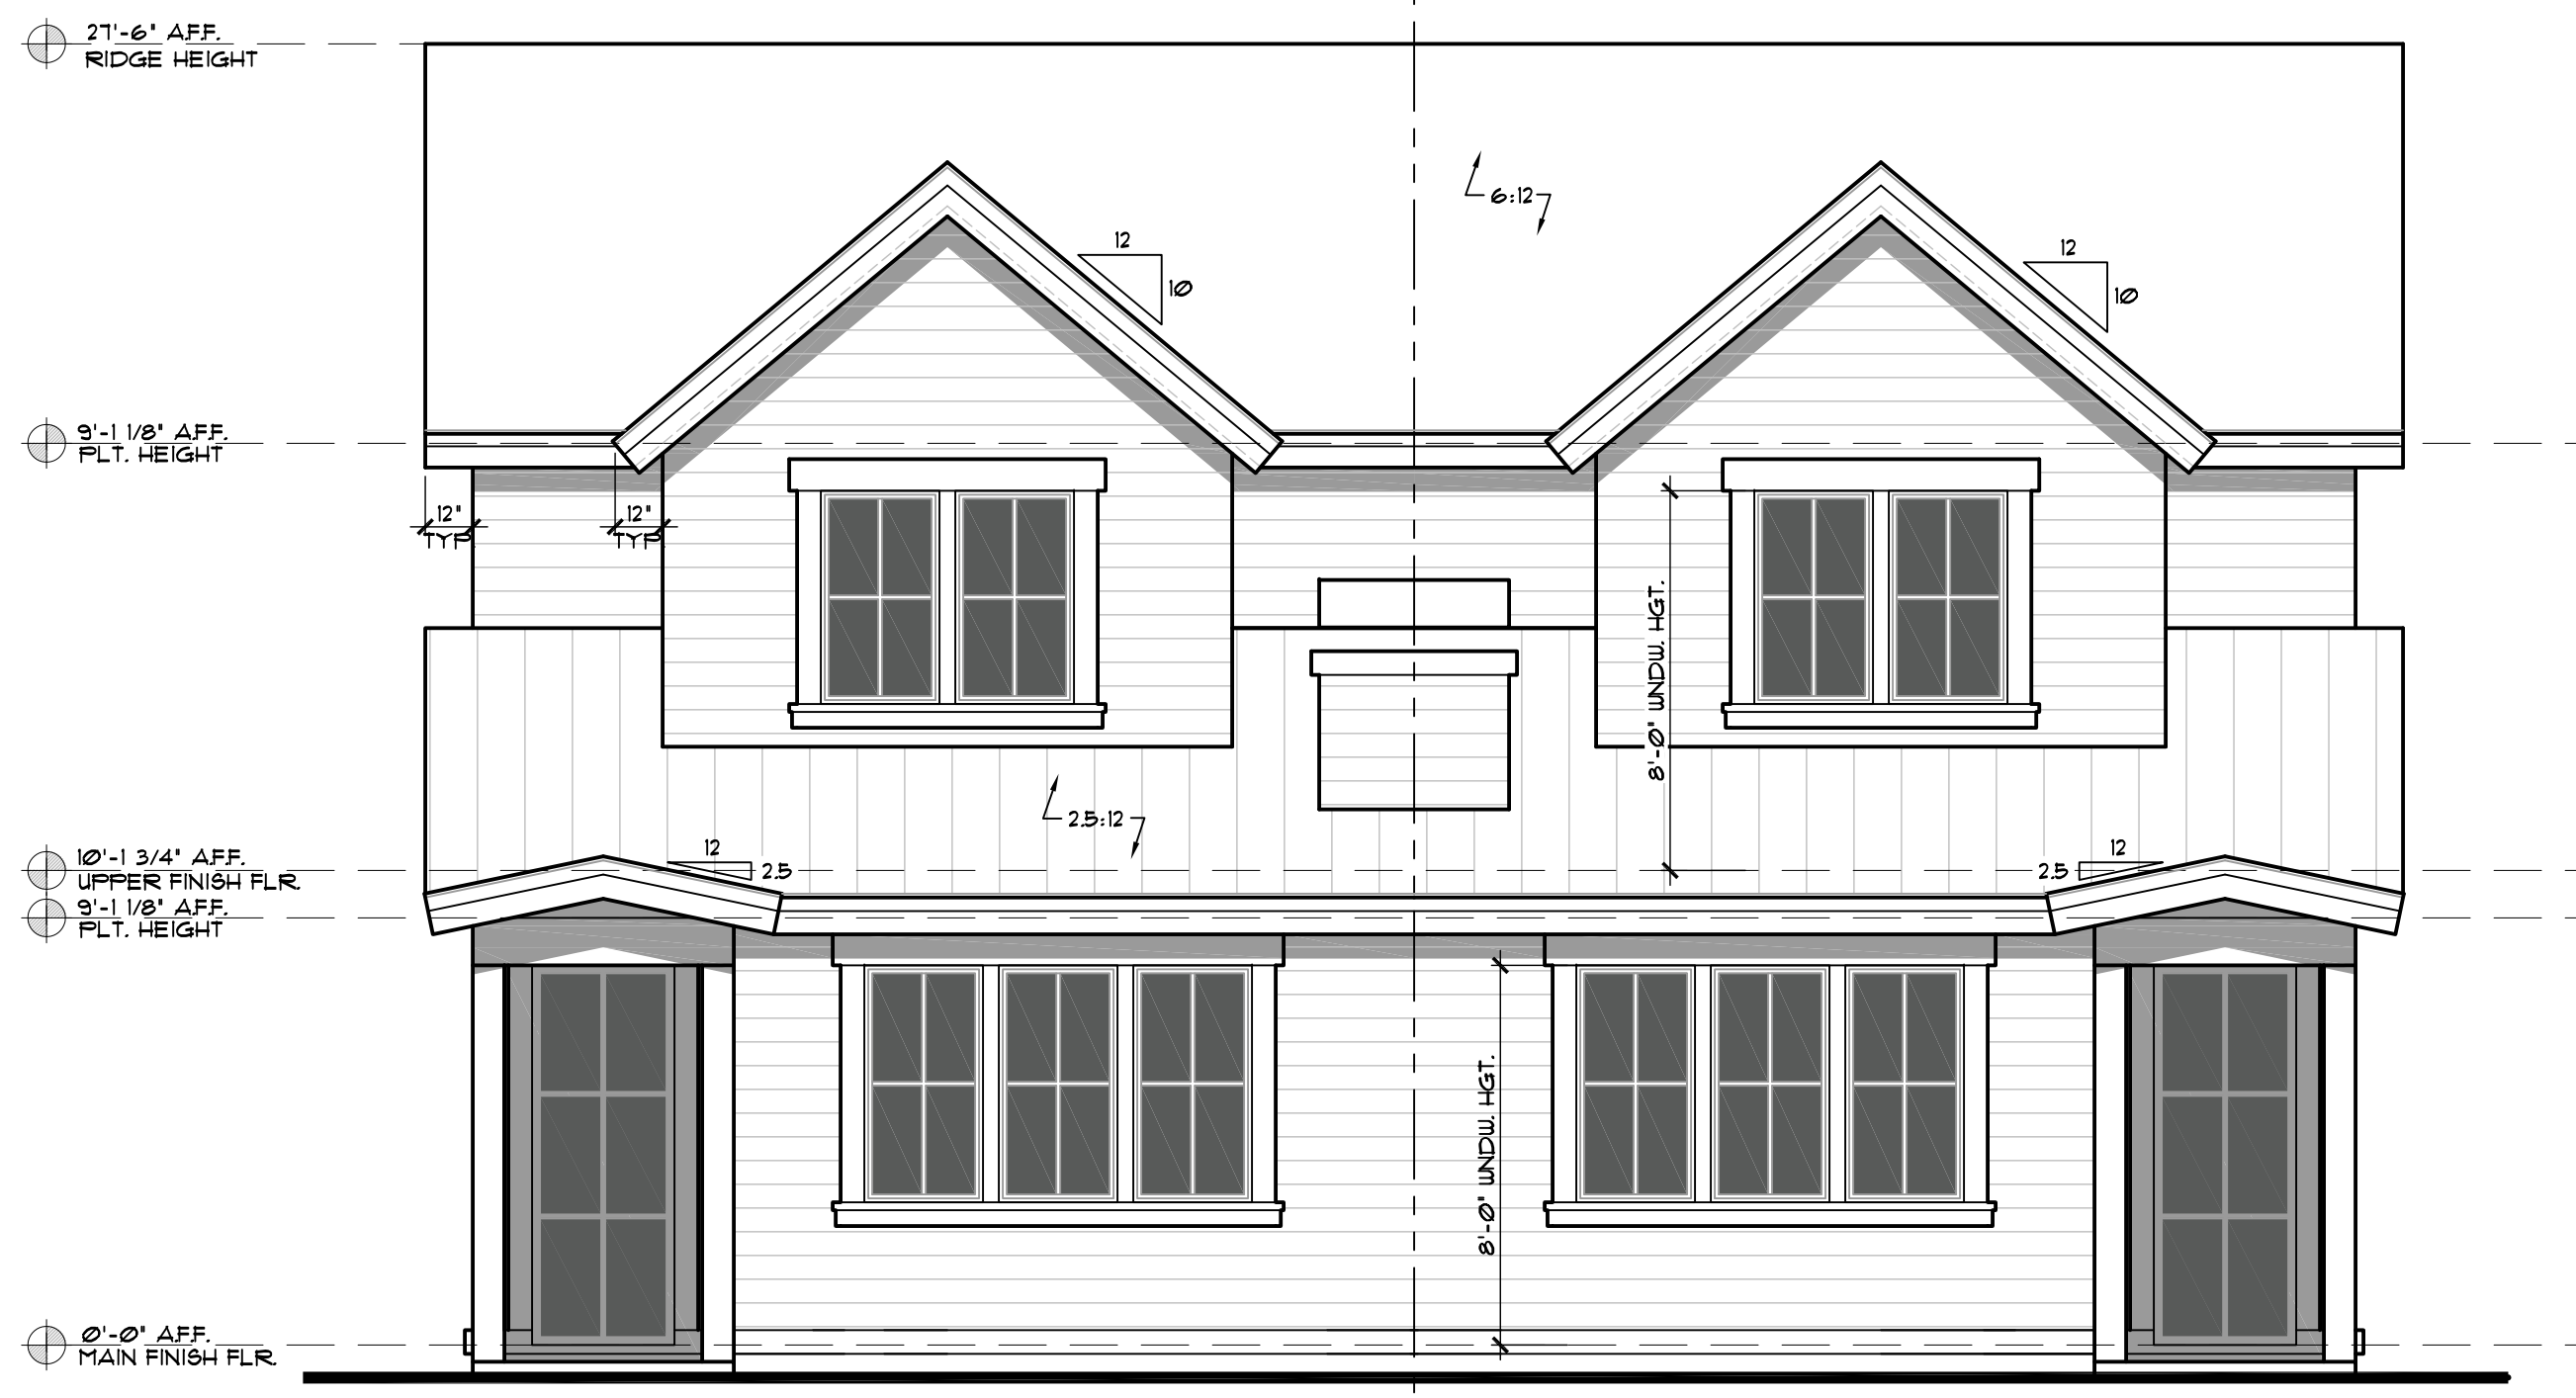 27'-6" A.F.F.
RIDGE HEIGHT
6:12
12
10
12
10
9'-1 1/8" A.F.F.
PLT. HEIGHT
12"
TYP.
12"
TYP.
8'-0" WNDW. HGT.
2.5:12
10'-1 3/4" A.F.F.
UPPER FINISH FLR.
12
2.5
12
2.5
9'-1 1/8" A.F.F.
PLT. HEIGHT
8'-0" WNDW. HGT.
0'-0" A.F.F.
MAIN FINISH FLR.